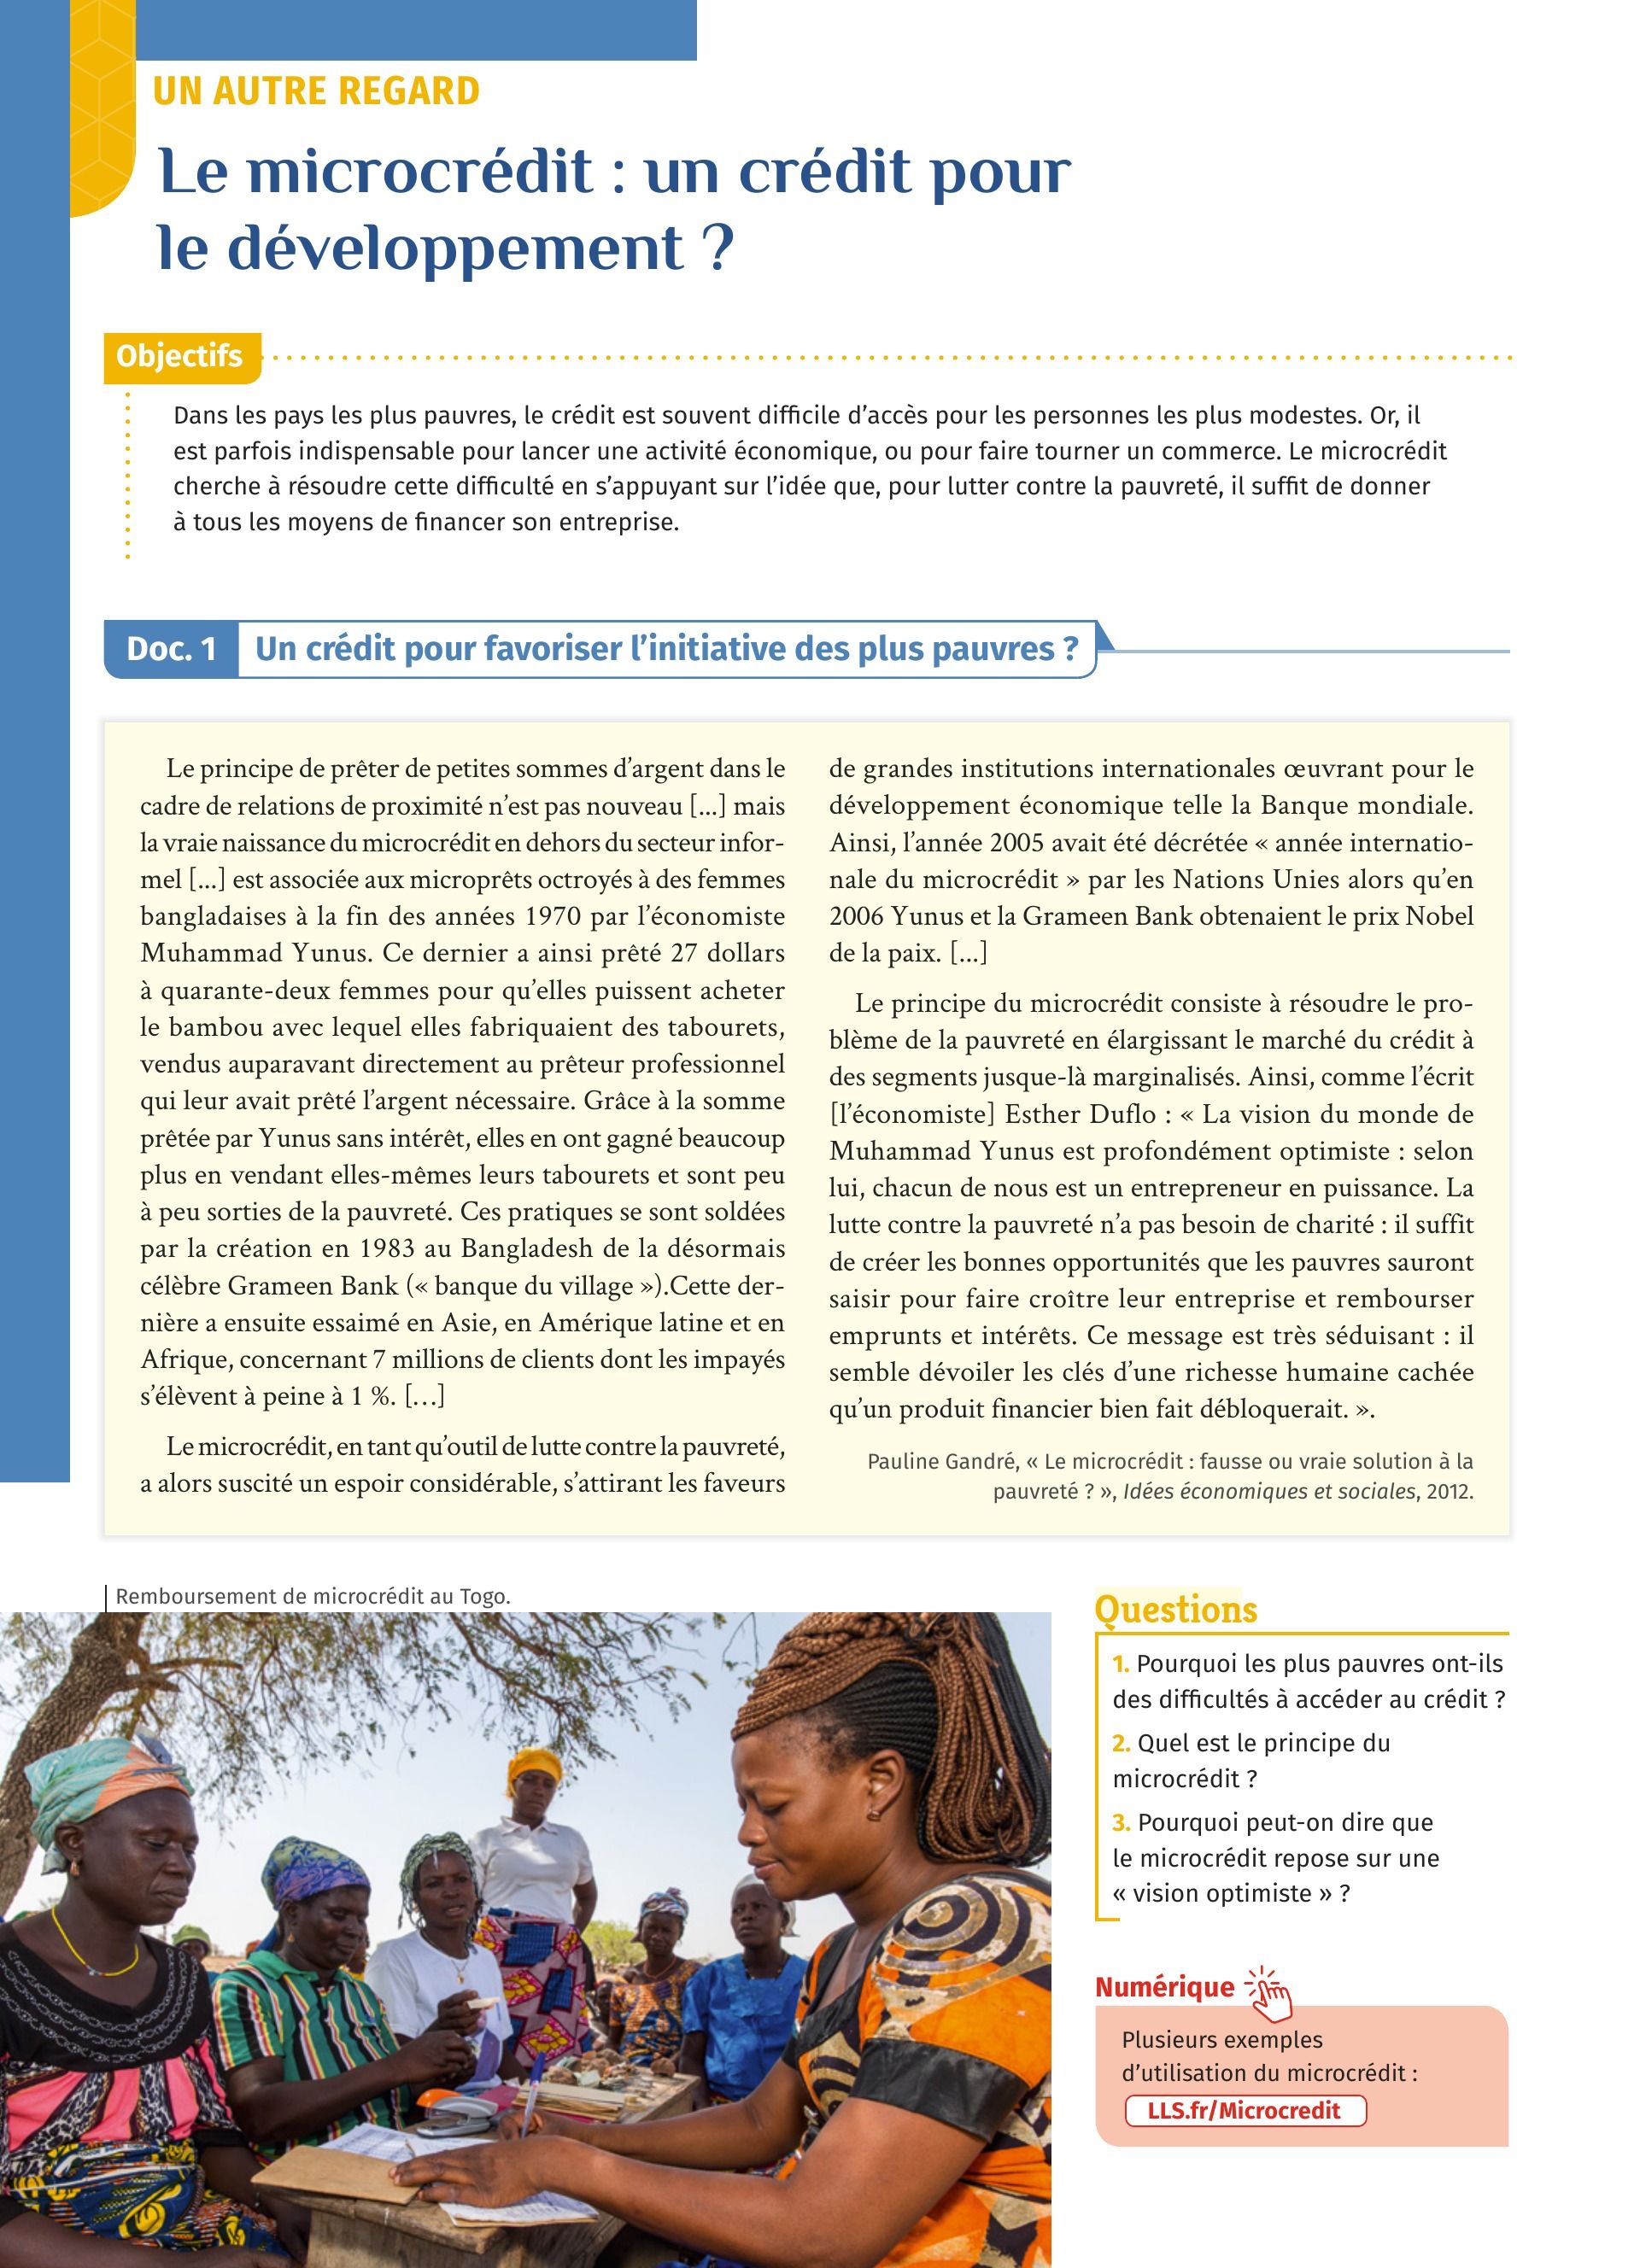 UN AUTRE REGARD
Le microcrédit : un crédit pour
le développement ?
Objectifs
Dans les pays les plus pauvres, le crédit est souvent difficile d’accès pour les personnes les plus modestes. Or, il
est parfois indispensable pour lancer une activité économique, ou pour faire tourner un commerce. Le microcrédit
cherche à résoudre cette difficulté en s’appuyant sur l’idée que, pour lutter contre la pauvreté, il suffit de donner
à tous les moyens de financer son entreprise.
Doc. 1 Un crédit pour favoriser l’initiative des plus pauvres ?
Le principe de prêter de petites sommes d’argent dans le
cadre de relations de proximité n’est pas nouveau [...] mais
la vraie naissance du microcrédit en dehors du secteur infor-
mel [...] est associée aux microprêts octroyés à des femmes
bangladaises à la fin des années 1970 par l’économiste
Muhammad Yunus. Ce dernier a ainsi prêté 27 dollars
à quarante-deux femmes pour qu’elles puissent acheter
le bambou avec lequel elles fabriquaient des tabourets,
vendus auparavant directement au prêteur professionnel
qui leur avait prêté l’argent nécessaire. Grâce à la somme
prêtée par Yunus sans intérêt, elles en ont gagné beaucoup
plus en vendant elles-mêmes leurs tabourets et sont peu
à peu sorties de la pauvreté. Ces pratiques se sont soldées
par la création en 1983 au Bangladesh de la désormais
célèbre Grameen Bank (« banque du village »).Cette der-
nière a ensuite essaimé en Asie, en Amérique latine et en
Afrique, concernant 7 millions de clients dont les impayés
s’élèvent à peine à 1 %. […]
Le microcrédit, en tant qu’outil de lutte contre la pauvreté,
a alors suscité un espoir considérable, s’attirant les faveurs
de grandes institutions internationales œuvrant pour le
développement économique telle la Banque mondiale.
Ainsi, l’année 2005 avait été décrétée « année internatio-
nale du microcrédit » par les Nations Unies alors qu’en
2006 Yunus et la Grameen Bank obtenaient le prix Nobel
de la paix. [...]
Le principe du microcrédit consiste à résoudre le pro-
blème de la pauvreté en élargissant le marché du crédit à
des segments jusque-là marginalisés. Ainsi, comme l’écrit
[l’économiste] Esther Duflo : « La vision du monde de
Muhammad Yunus est profondément optimiste : selon
lui, chacun de nous est un entrepreneur en puissance. La
lutte contre la pauvreté n’a pas besoin de charité : il suffit
de créer les bonnes opportunités que les pauvres sauront
saisir pour faire croître leur entreprise et rembourser
emprunts et intérêts. Ce message est très séduisant : il
semble dévoiler les clés d’une richesse humaine cachée
qu’un produit financier bien fait débloquerait. ».
Pauline Gandré, « Le microcrédit : fausse ou vraie solution à la
pauvreté ? », Idées économiques et sociales, 2012.
Remboursement de microcrédit au Togo.
Questions
1. Pourquoi les plus pauvres ont-ils
des difficultés à accéder au crédit ?
2. Quel est le principe du
microcrédit ?
3. Pourquoi peut-on dire que
le microcrédit repose sur une
« vision optimiste » ?
Numérique
Plusieurs exemples
d’utilisation du microcrédit :
LLS.fr/Microcredit